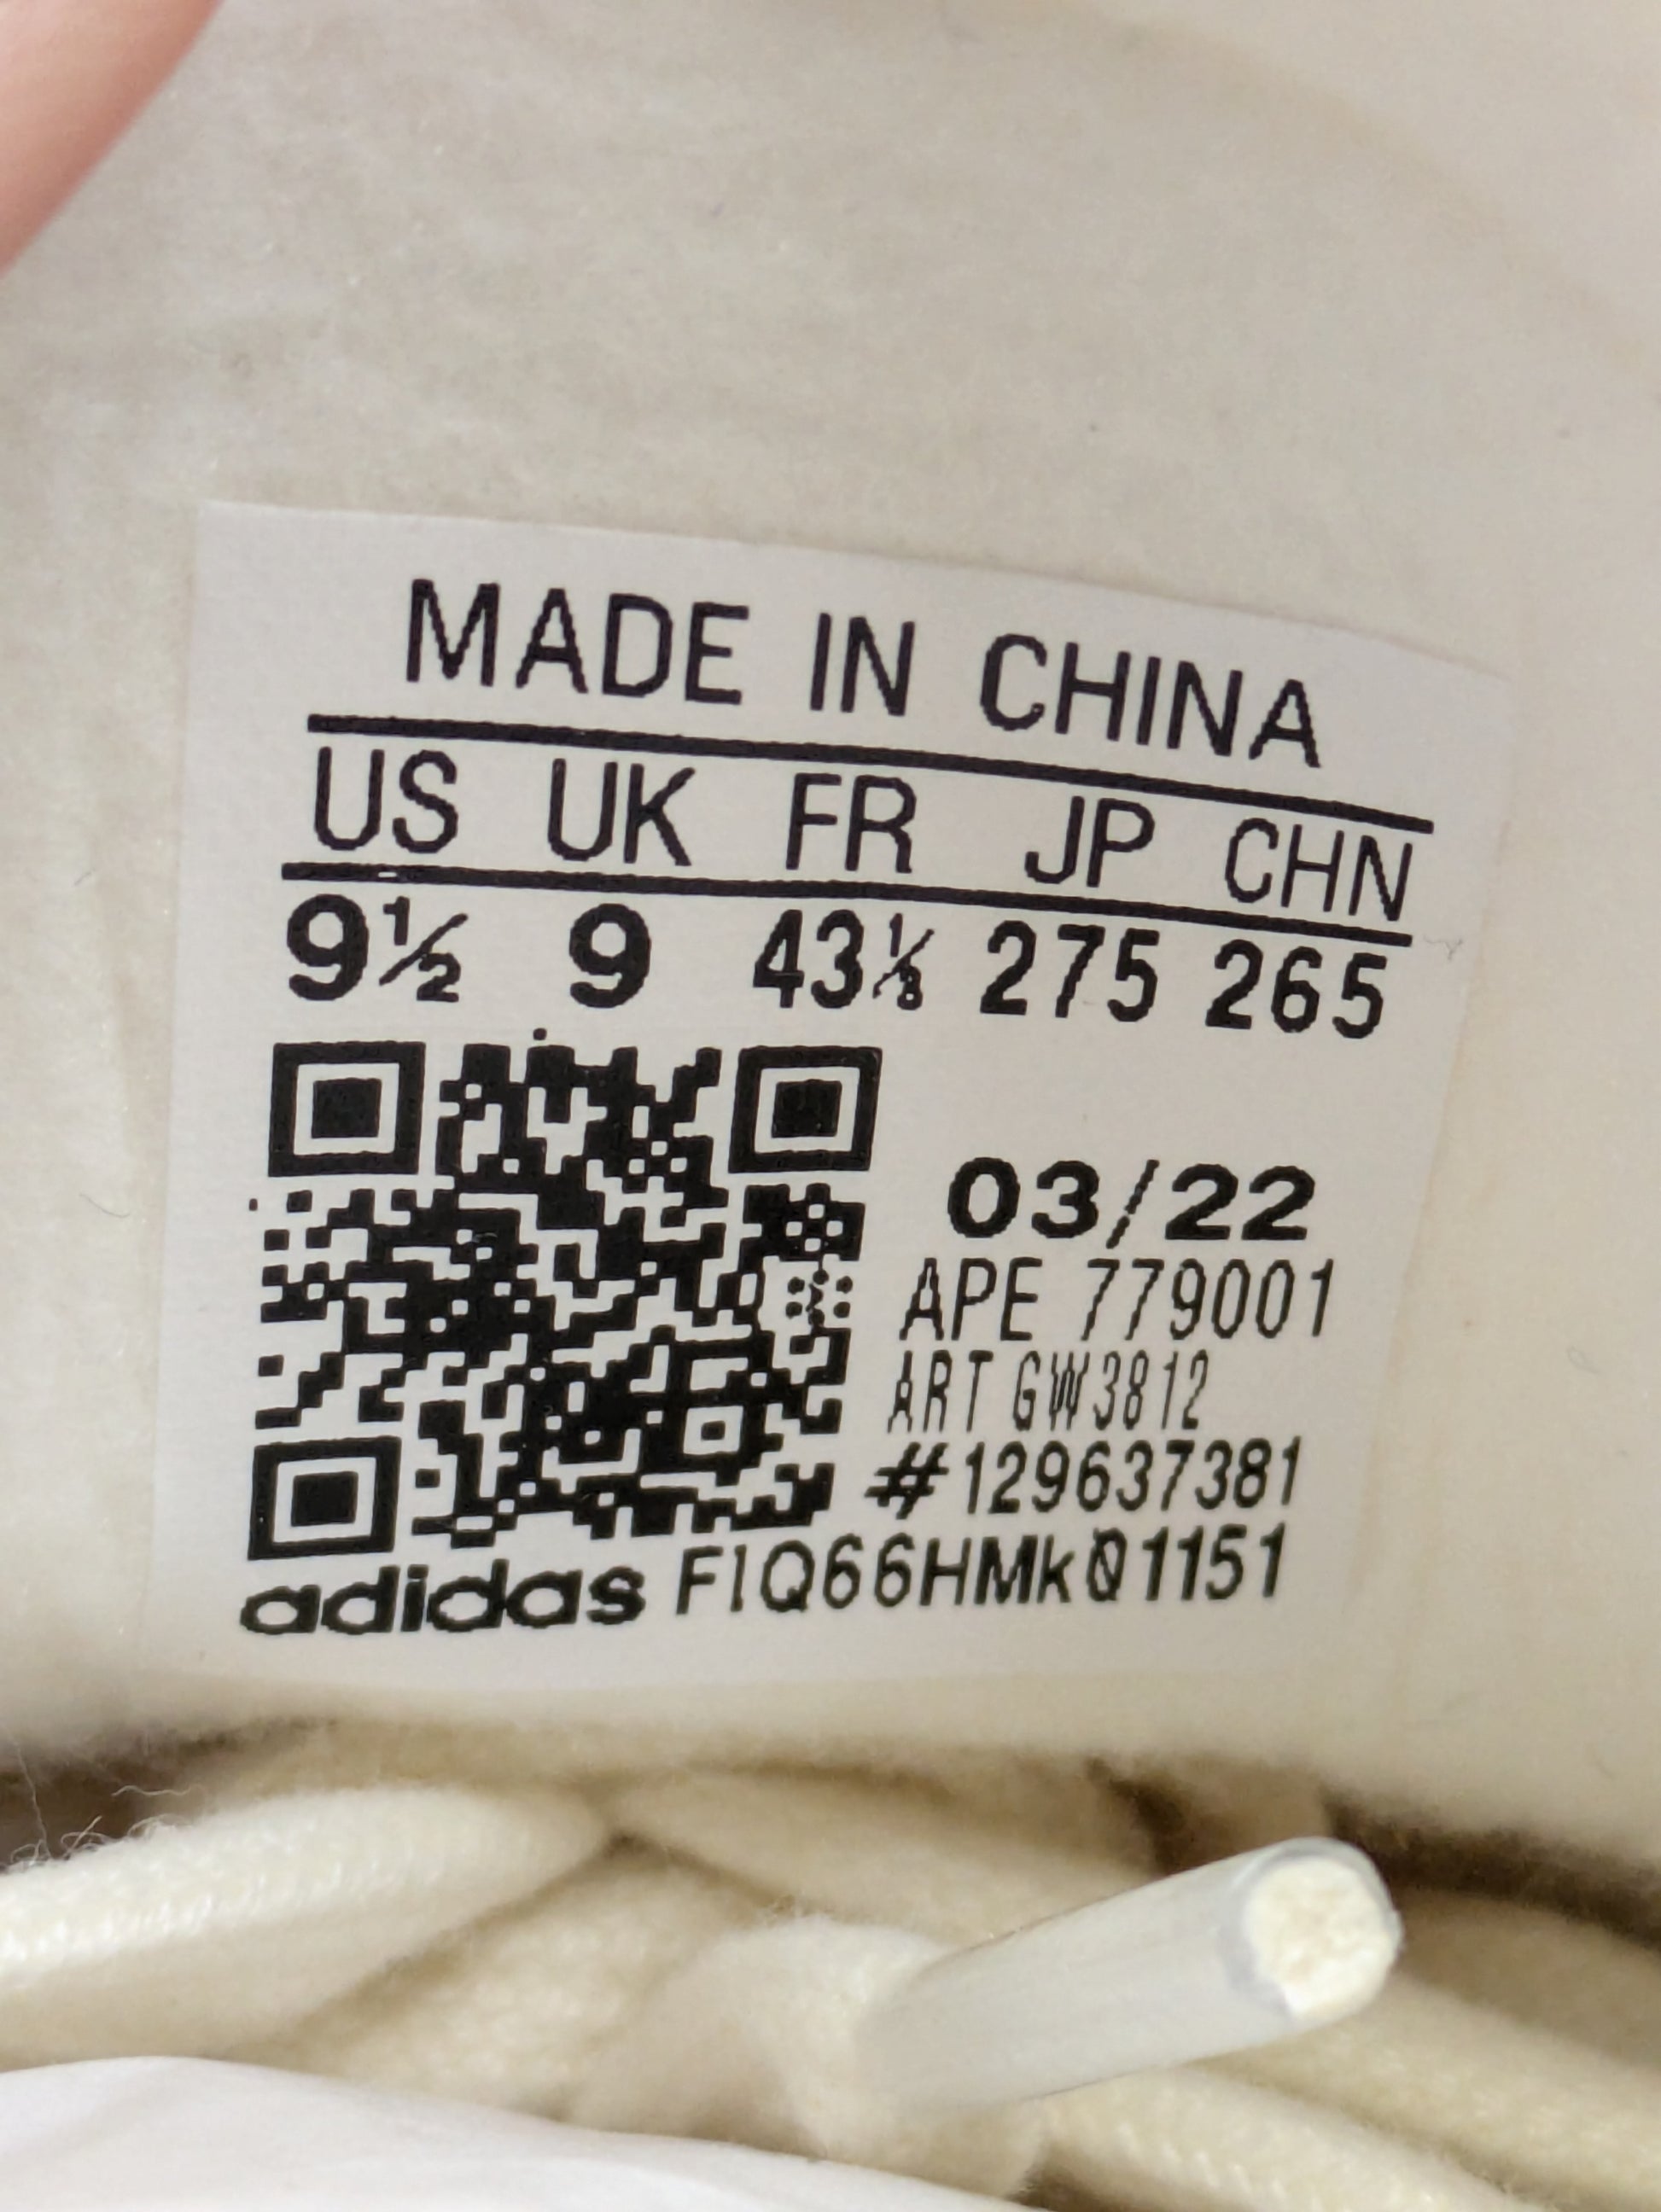 MADE IN CHINA
US UK FR JP CHN
9½ 9 43⅓ 275 265
03/22
APE 779001
ART GW3812
#129637381
adidas F1Q66HMk01151